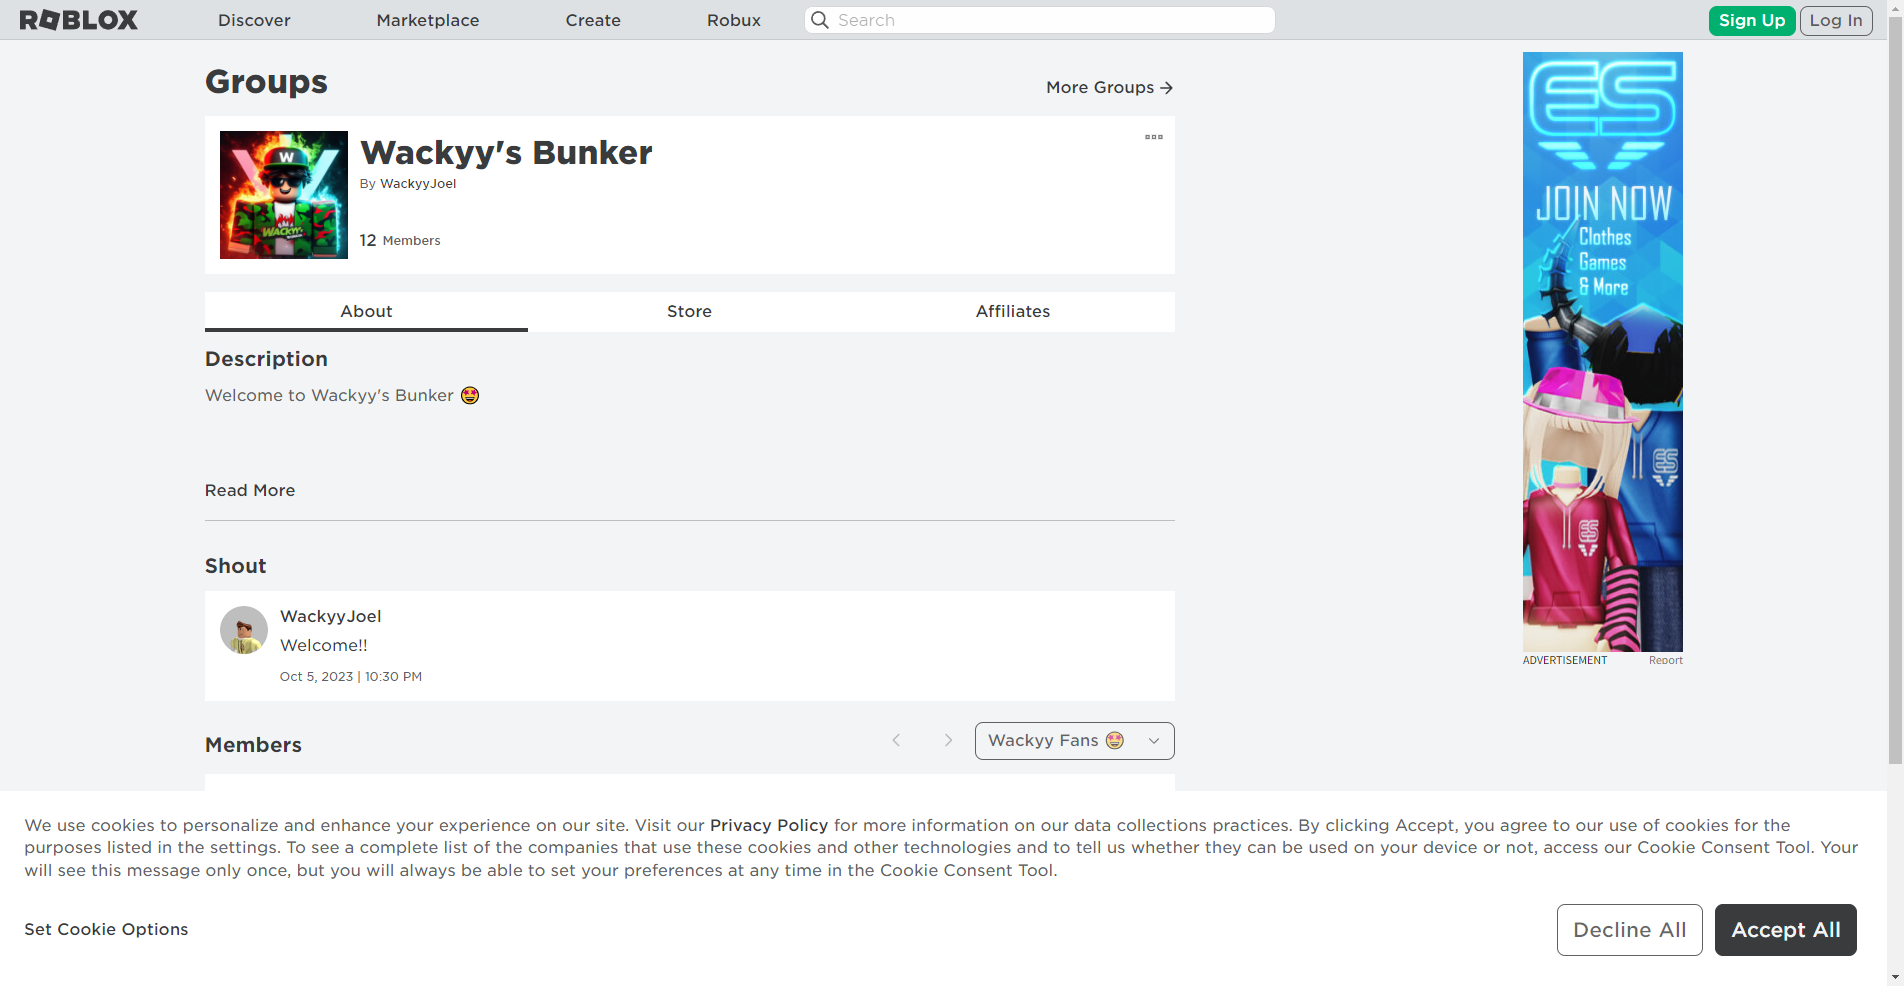 ROBLOX Discover Marketplace Create Robux Search Sign Up Log In
Groups
More Groups →
W
WACKYY
Wackyy's Bunker
By WackyyJoel
12 Members
About Store Affiliates
Description
Welcome to Wackyy's Bunker 🤩
Read More
Shout
WackyyJoel
Welcome!!
Oct 5, 2023 | 10:30 PM
Members
Wackyy Fans 🤩
ES
JOIN NOW
Clothes
Games
& More
ES
ES
ADVERTISEMENT Report
We use cookies to personalize and enhance your experience on our site. Visit our Privacy Policy for more information on our data collections practices. By clicking Accept, you agree to our use of cookies for the
purposes listed in the settings. To see a complete list of the companies that use these cookies and other technologies and to tell us whether they can be used on your device or not, access our Cookie Consent Tool. Your
will see this message only once, but you will always be able to set your preferences at any time in the Cookie Consent Tool.
Set Cookie Options
Decline All
Accept All